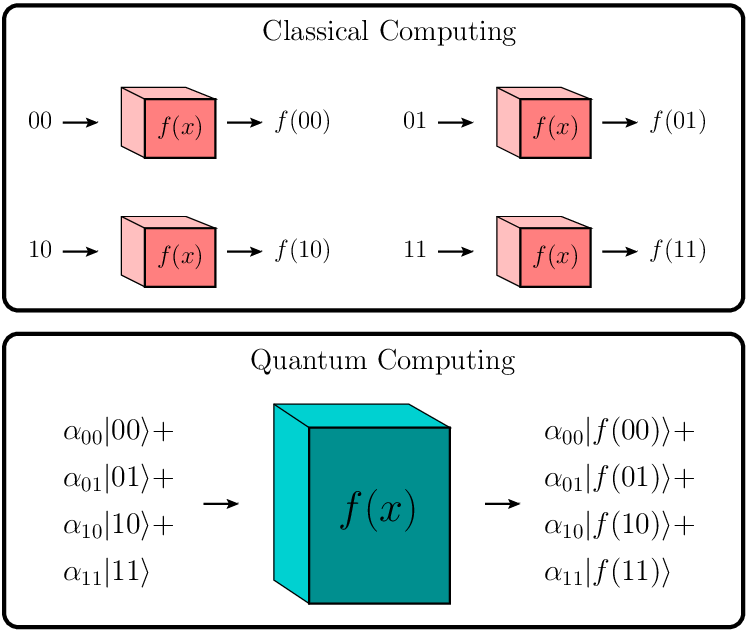 Classical Computing
00 → f(x) → f(00) 01 → f(x) → f(01)
10 → f(x) → f(10) 11 → f(x) → f(11)
Quantum Computing
α₀₀|00⟩+
α₀₁|01⟩+
α₁₀|10⟩+
α₁₁|11⟩
f(x)
α₀₀|f(00)⟩+
α₀₁|f(01)⟩+
α₁₀|f(10)⟩+
α₁₁|f(11)⟩